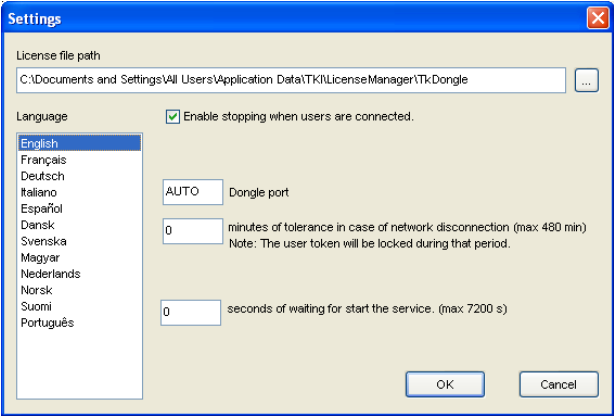 Settings
License file path
C:\Documents and Settings\All Users\Application Data\TKI\LicenseManager\TkDongle
...
Language
Enable stopping when users are connected.
English
Français
Deutsch
Italiano
Español
Dansk
Svenska
Magyar
Nederlands
Norsk
Suomi
Português
AUTO
Dongle port
0
minutes of tolerance in case of network disconnection (max 480 min)
Note: The user token will be locked during that period.
0
seconds of waiting for start the service. (max 7200 s)
OK
Cancel